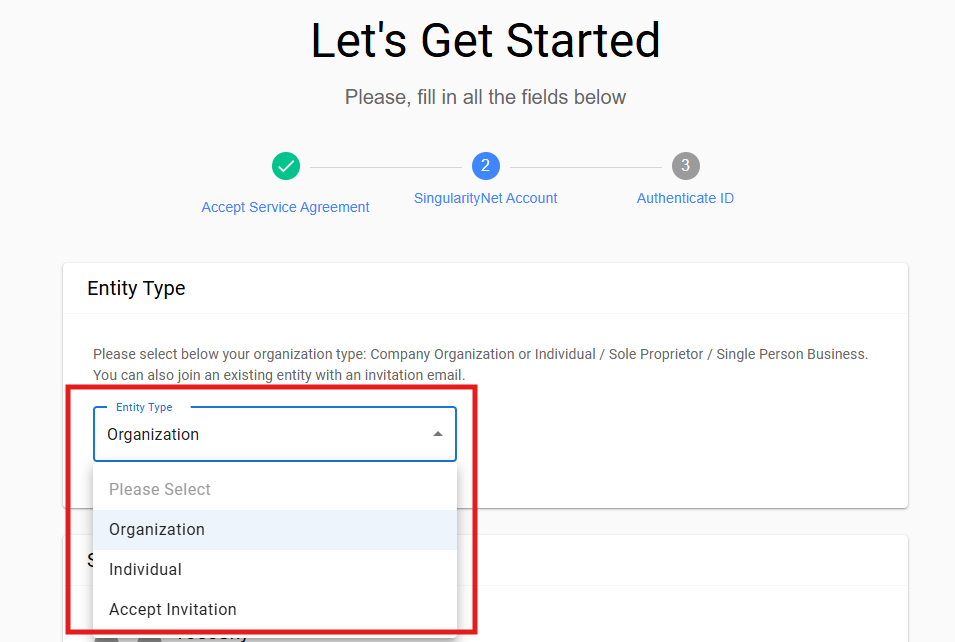 Let's Get Started
Please, fill in all the fields below
2
3
Accept Service Agreement
SingularityNet Account
Authenticate ID
Entity Type
Please select below your organization type: Company Organization or Individual / Sole Proprietor / Single Person Business.
You can also join an existing entity with an invitation email.
Entity Type
Organization
Please Select
Organization
Individual
Accept Invitation